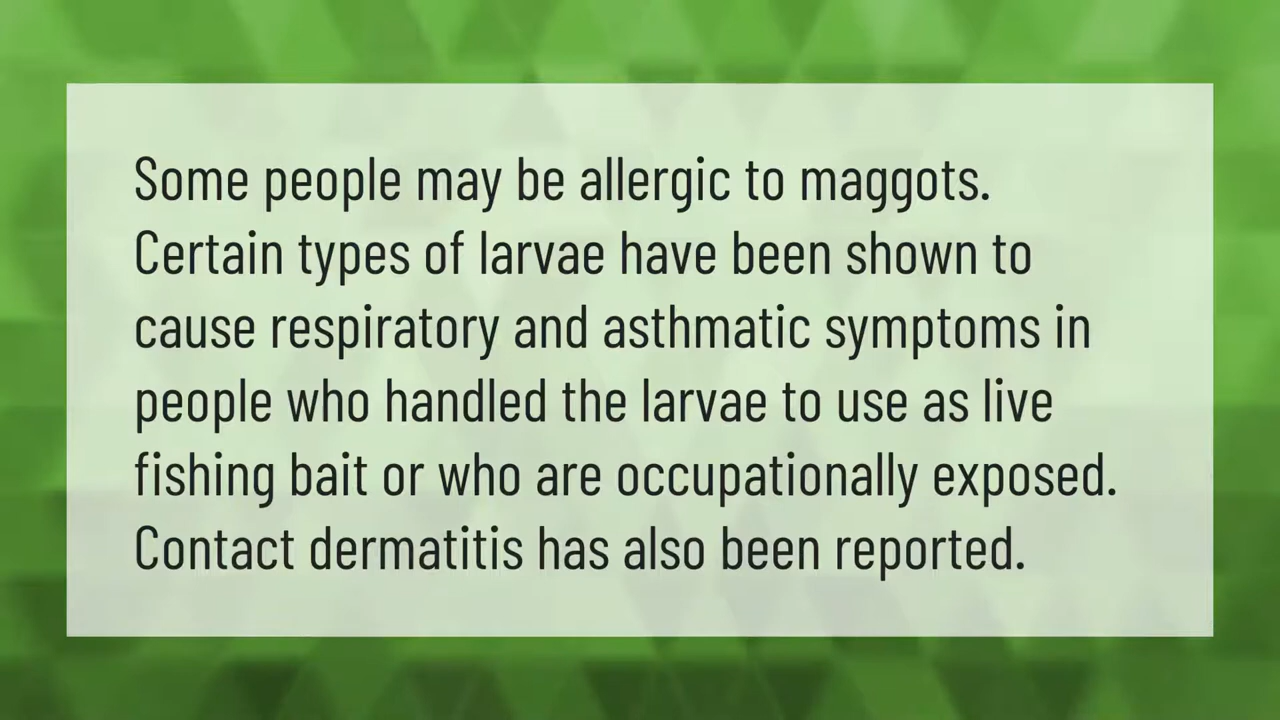 Some people may be allergic to maggots.
Certain types of larvae have been shown to
cause respiratory and asthmatic symptoms in
people who handled the larvae to use as live
fishing bait or who are occupationally exposed.
Contact dermatitis has also been reported.